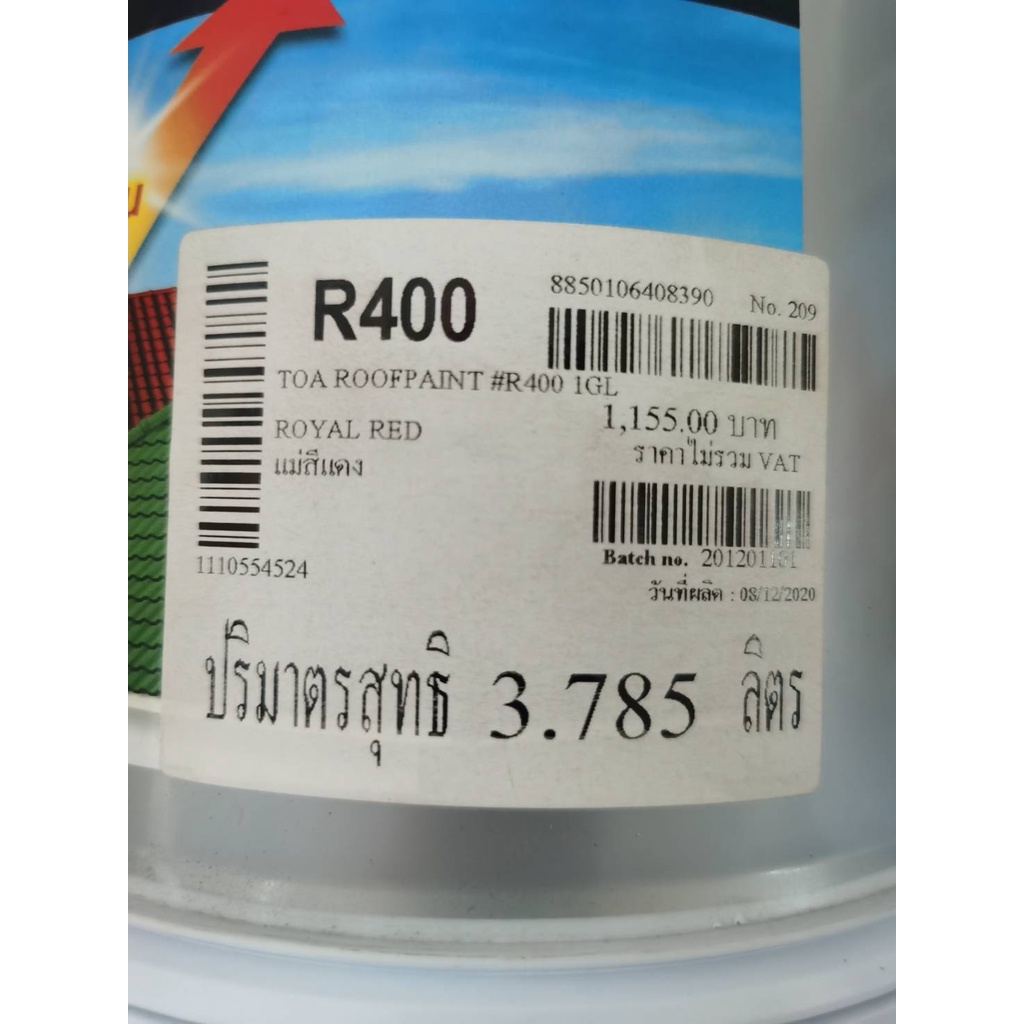 R400
8850106408390 No. 209
TOA ROOFPAINT #R400 1GL
1,155.00 บาท
ROYAL RED
ราคาไม่รวม VAT
แม่สีแดง
Batch no.
1110554524
วันที่ผลิต : 08/12/2020
ปริมาตรสุทธิ 3.785 ลิตร